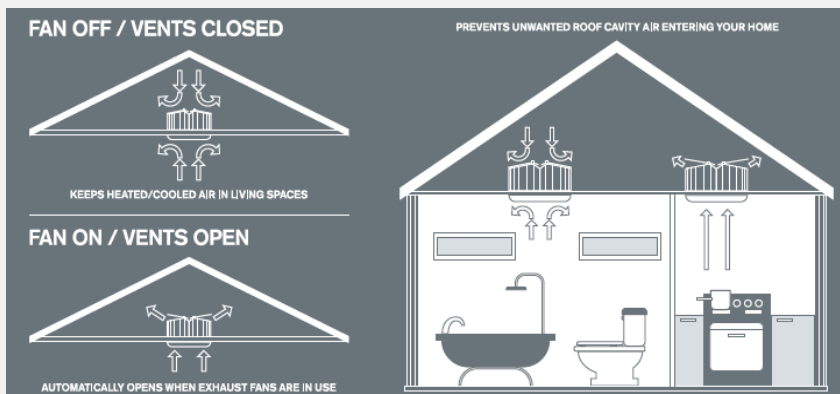 FAN OFF / VENTS CLOSED
KEEPS HEATED/COOLED AIR IN LIVING SPACES
FAN ON / VENTS OPEN
AUTOMATICALLY OPENS WHEN EXHAUST FANS ARE IN USE
PREVENTS UNWANTED ROOF CAVITY AIR ENTERING YOUR HOME